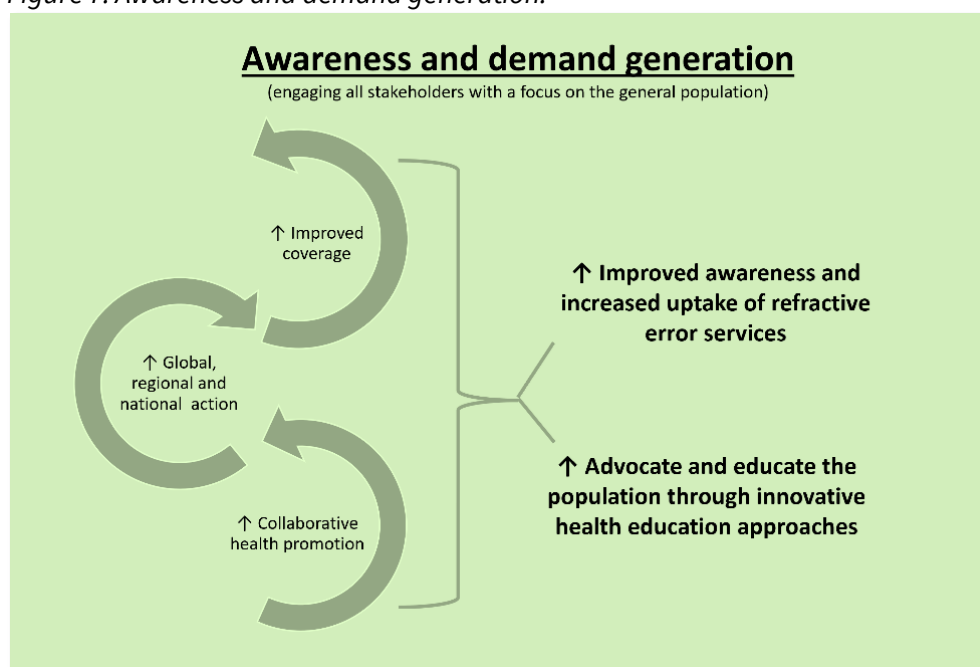 Figure 7. Awareness and demand generation.
Awareness and demand generation
(engaging all stakeholders with a focus on the general population)
↑ Improved
coverage
↑ Global,
regional and
national action
↑ Collaborative
health promotion
↑ Improved awareness and
increased uptake of refractive
error services
↑ Advocate and educate the
population through innovative
health education approaches